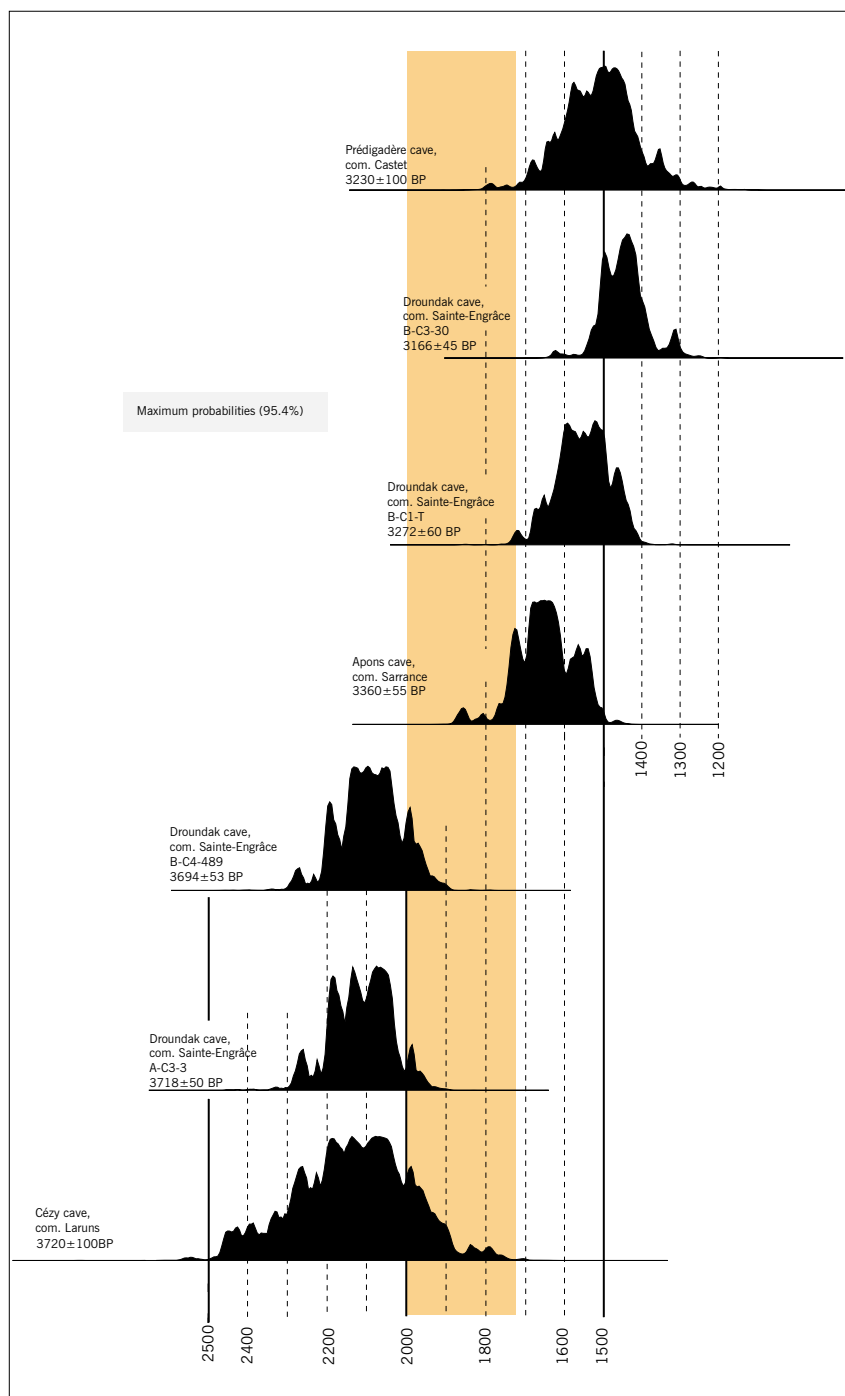 Prédigadère cave,
com. Castet
3230±100 BP
Droundak cave,
com. Sainte-Engrâce
B-C3-30
3166±45 BP
Maximum probabilities (95.4%)
Droundak cave,
com. Sainte-Engrâce
B-C1-T
3272±60 BP
Apons cave,
com. Sarrance
3360±55 BP
1400
1300
1200
Droundak cave,
com. Sainte-Engrâce
B-C4-489
3694±53 BP
Droundak cave,
com. Sainte-Engrâce
A-C3-3
3718±50 BP
Cézy cave,
com. Laruns
3720±100BP
2500
2400
2200
2000
1800
1600
1500